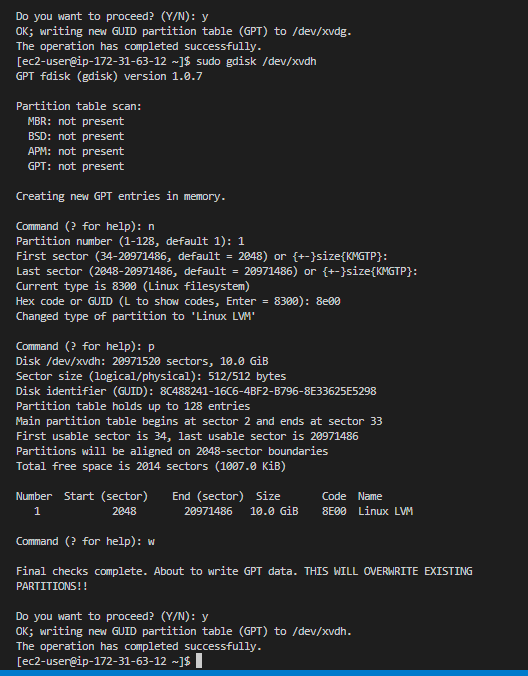 Do you want to proceed? (Y/N): y
OK; writing new GUID partition table (GPT) to /dev/xvdg.
The operation has completed successfully.
[ec2-user@ip-172-31-63-12 ~]$ sudo gdisk /dev/xvdh
GPT fdisk (gdisk) version 1.0.7
Partition table scan:
MBR: not present
BSD: not present
APM: not present
GPT: not present
Creating new GPT entries in memory.
Command (? for help): n
Partition number (1-128, default 1): 1
First sector (34-20971486, default = 2048) or {+-}size{KMGTP}:
Last sector (2048-20971486, default = 20971486) or {+-}size{KMGTP}:
Current type is 8300 (Linux filesystem)
Hex code or GUID (L to show codes, Enter = 8300): 8e00
Changed type of partition to 'Linux LVM'
Command (? for help): p
Disk /dev/xvdh: 20971520 sectors, 10.0 GiB
Sector size (logical/physical): 512/512 bytes
Disk identifier (GUID): 8C488241-16C6-4BF2-B796-8E33625E5298
Partition table holds up to 128 entries
Main partition table begins at sector 2 and ends at sector 33
First usable sector is 34, last usable sector is 20971486
Partitions will be aligned on 2048-sector boundaries
Total free space is 2014 sectors (1007.0 KiB)
Number  Start (sector)    End (sector)  Size       Code  Name
1            2048        20971486   10.0 GiB    8E00  Linux LVM
Command (? for help): w
Final checks complete. About to write GPT data. THIS WILL OVERWRITE EXISTING
PARTITIONS!!
Do you want to proceed? (Y/N): y
OK; writing new GUID partition table (GPT) to /dev/xvdh.
The operation has completed successfully.
[ec2-user@ip-172-31-63-12 ~]$